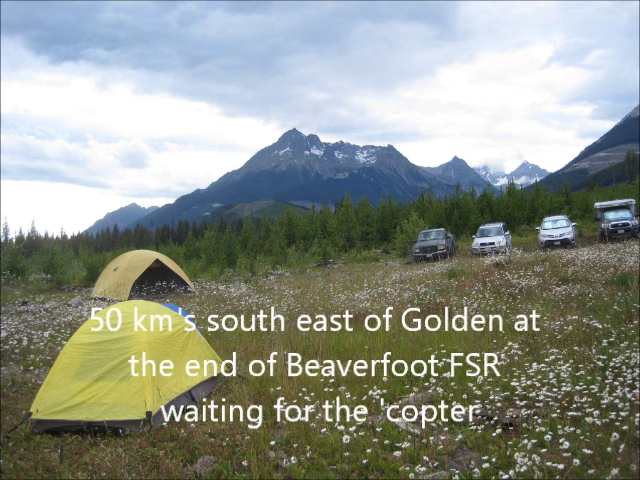 50 km's south east of Golden at
the end of Beaverfoot FSR
waiting for the 'copter